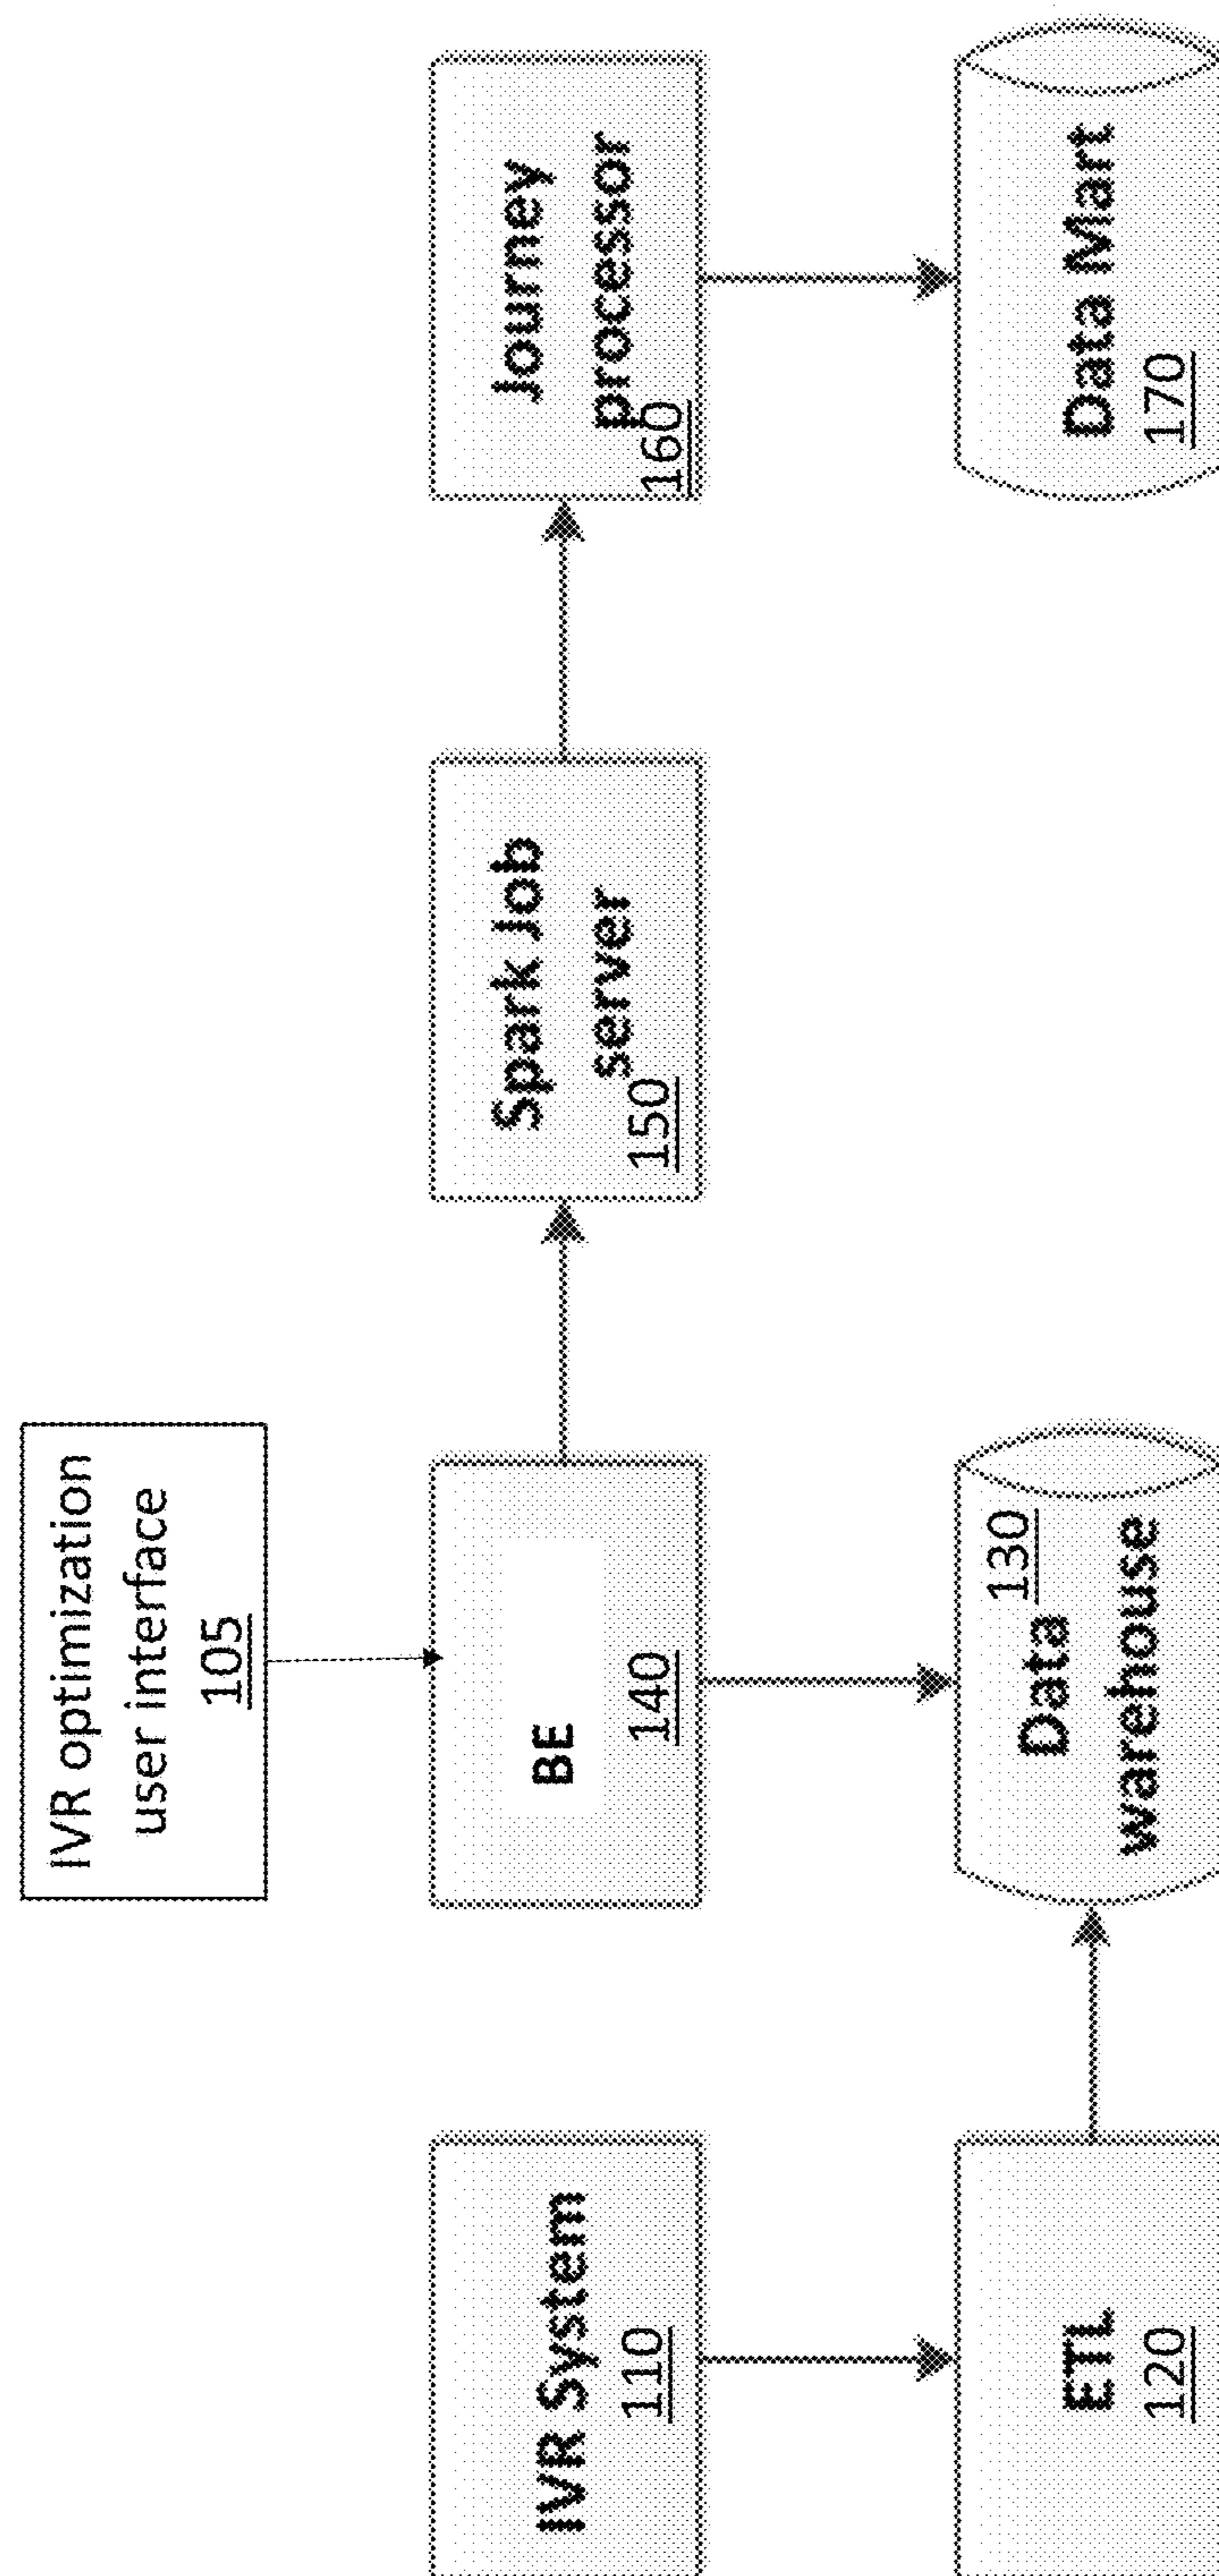 IVR optimization
user interface
105
IVR System
110
BE
140
Spark Job
server
150
Journey
processor
160
ETL
120
130
Data
warehouse
Data Mart
170